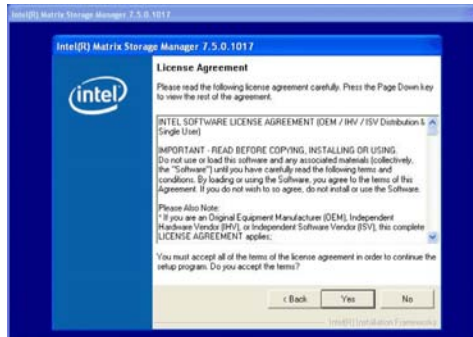 Intel(R) Matrix Storage Manager 7.5.0.1017
Intel(R) Matrix Storage Manager 7.5.0.1017
intel
License Agreement
Please read the following license agreement carefully. Press the Page Down key
to view the rest of the agreement.
INTEL SOFTWARE LICENSE AGREEMENT (OEM / IHV / ISV Distribution &
Single User)
IMPORTANT - READ BEFORE COPYING, INSTALLING OR USING.
Do not use or load this software and any associated materials (collectively,
the "Software") until you have carefully read the following terms and
conditions. By loading or using the Software, you agree to the terms of this
Agreement. If you do not wish to so agree, do not install or use the Software.
Please Also Note:
* If you are an Original Equipment Manufacturer (OEM), Independent
Hardware Vendor (IHV), or Independent Software Vendor (ISV), this complete
LICENSE AGREEMENT applies;
You must accept all of the terms of the license agreement in order to continue the
setup program. Do you accept the terms?
< Back
Yes
No
Intel(R) Installation Frameworks